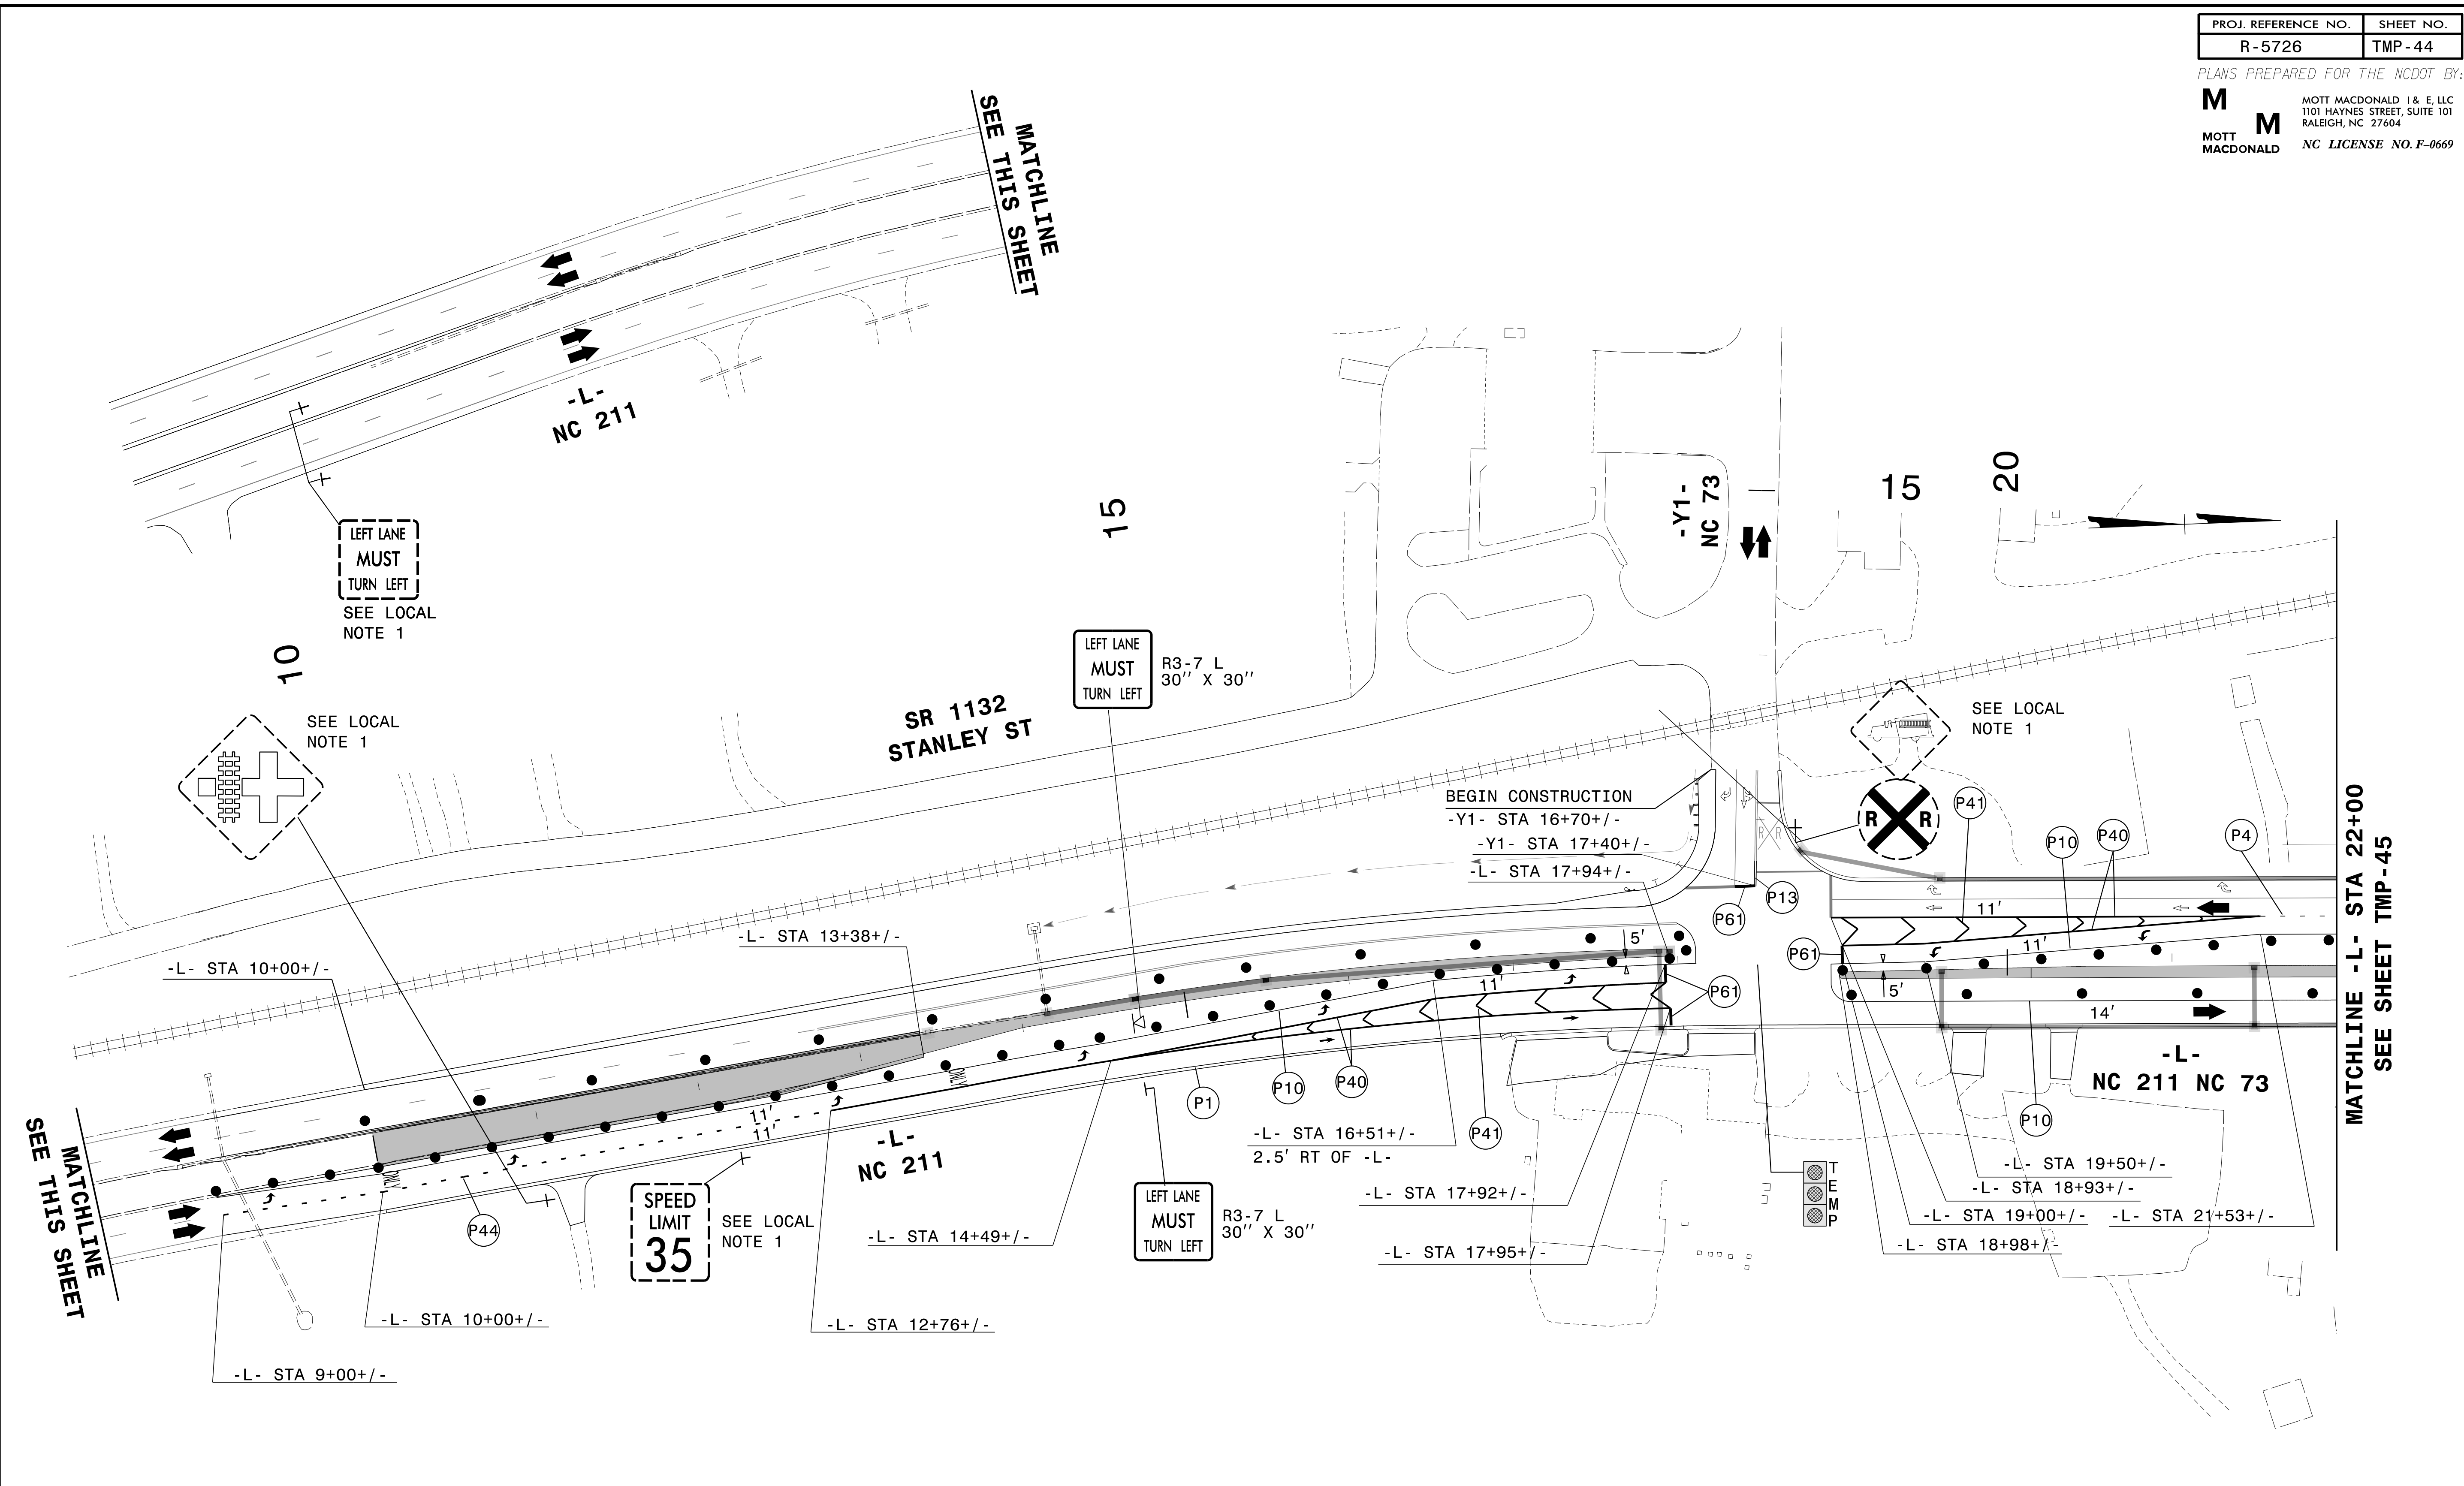 PROJ. REFERENCE NO.
SHEET NO.
R-5726
TMP-44
PLANS PREPARED FOR THE NCDOT BY:
M
M
MOTT
MACDONALD
MOTT MACDONALD I & E, LLC
1101 HAYNES STREET, SUITE 101
RALEIGH, NC 27604
NC LICENSE NO. F-0669
MATCHLINE
SEE THIS SHEET
-L-
NC 211
LEFT LANE
MUST
TURN LEFT
SEE LOCAL
NOTE 1
10
SEE LOCAL
NOTE 1
15
LEFT LANE
MUST
TURN LEFT
R3-7 L
30'' X 30''
SR 1132
STANLEY ST
-Y1-
NC 73
15
20
SEE LOCAL
NOTE 1
R R
R R
BEGIN CONSTRUCTION
-Y1- STA 16+70+/-
-Y1- STA 17+40+/-
-L- STA 17+94+/-
P61
P13
P41
P10
P40
P4
11'
11'
P61
5'
14'
-L- STA 13+38+/-
-L- STA 10+00+/-
5'
11'
P61
ONLY
ONLY
11'
11'
P1
P10
P40
P41
P44
P10
-L-
NC 211
-L-
NC 211 NC 73
MATCHLINE -L- STA 22+00
SEE SHEET TMP-45
MATCHLINE
SEE THIS SHEET
SPEED
LIMIT
35
SEE LOCAL
NOTE 1
-L- STA 16+51+/-
2.5' RT OF -L-
LEFT LANE
MUST
TURN LEFT
R3-7 L
30'' X 30''
-L- STA 14+49+/-
-L- STA 17+92+/-
-L- STA 17+95+/-
TEMP
-L- STA 19+50+/-
-L- STA 18+93+/-
-L- STA 19+00+/-
-L- STA 21+53+/-
-L- STA 18+98+/-
-L- STA 10+00+/-
-L- STA 12+76+/-
-L- STA 9+00+/-